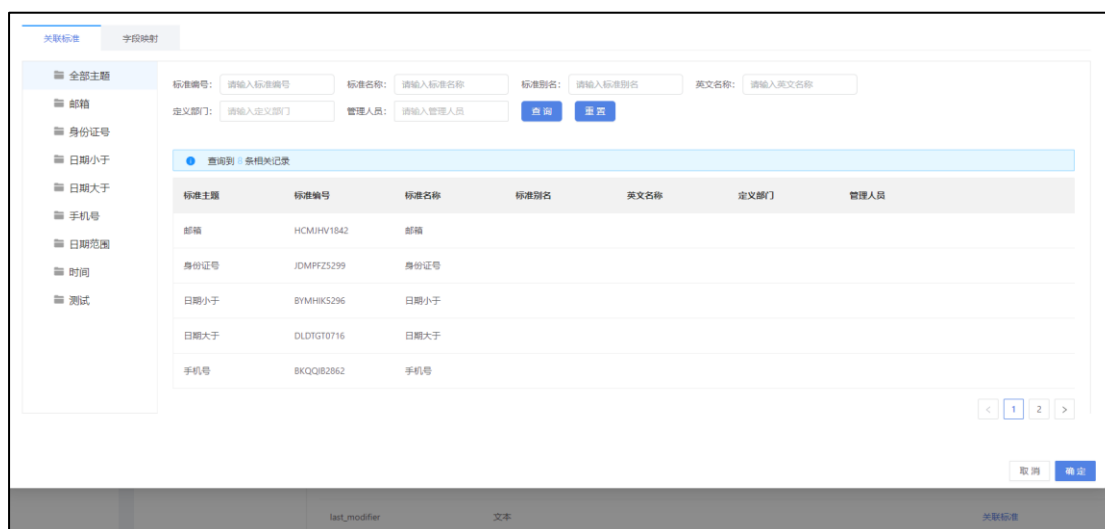 关联标准 字段映射
全部主题
邮箱
身份证号
日期小于
日期大于
手机号
日期范围
时间
测试
标准编号: 请输入标准编号 标准名称: 请输入标准名称 标准别名: 请输入标准别名 英文名称: 请输入英文名称
定义部门: 请输入定义部门 管理人员: 请输入管理人员 查询 重置
查询到 8 条相关记录
标准主题 标准编号 标准名称 标准别名 英文名称 定义部门 管理人员
邮箱 HCMJHV1842 邮箱
身份证号 JDMPFZ5299 身份证号
日期小于 BYMHIK5296 日期小于
日期大于 DLDTGT0716 日期大于
手机号 BKQQIB2862 手机号
< 1 2 >
取消 确定
last_modifier 文本 关联标准